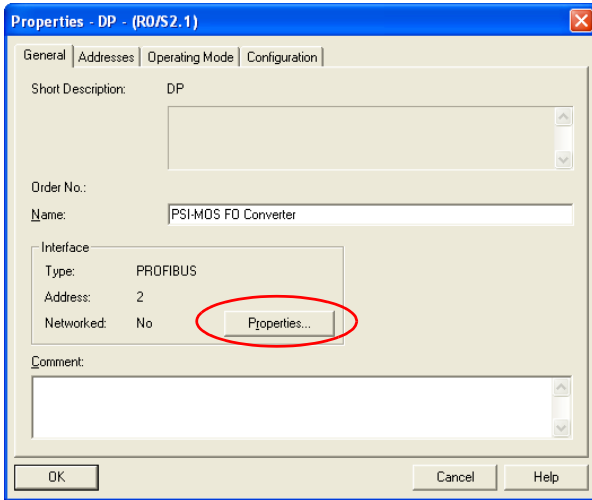 Properties - DP - (R0/S2.1)
General Addresses Operating Mode Configuration
Short Description: DP
Order No.:
Name: PSI-MOS FO Converter
Interface
Type: PROFIBUS
Address: 2
Networked: No Properties...
Comment:
OK Cancel Help